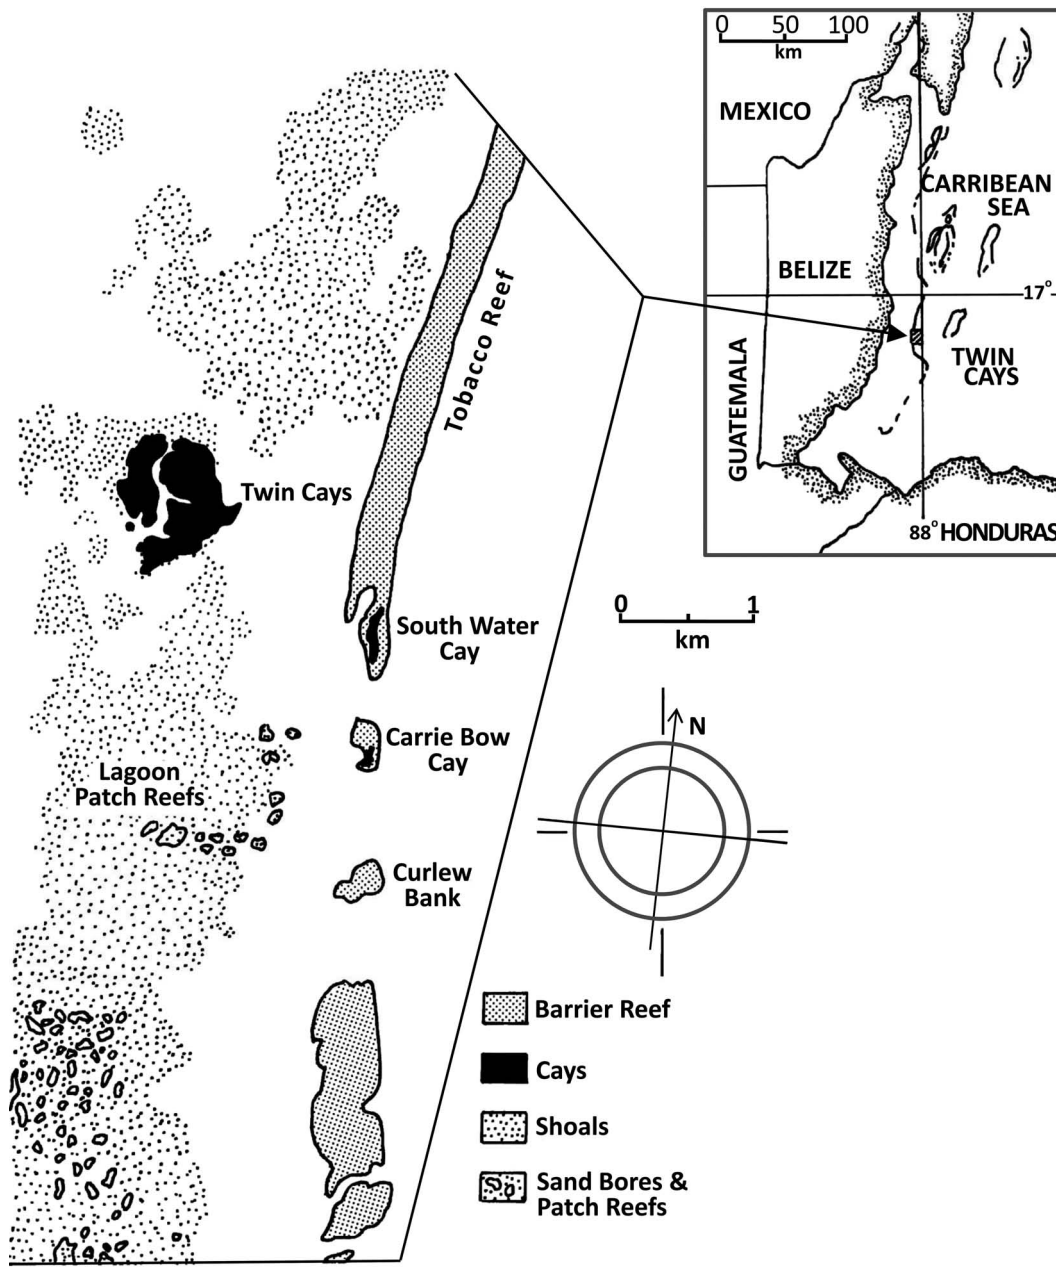 0 50 100
km
MEXICO
CARRIBEAN
SEA
BELIZE
17°
TWIN
CAYS
GUATEMALA
88° HONDURAS
Tobacco Reef
Twin Cays
0 1
km
South Water
Cay
N
Carrie Bow
Cay
Lagoon
Patch Reefs
Curlew
Bank
Barrier Reef
Cays
Shoals
Sand Bores &
Patch Reefs